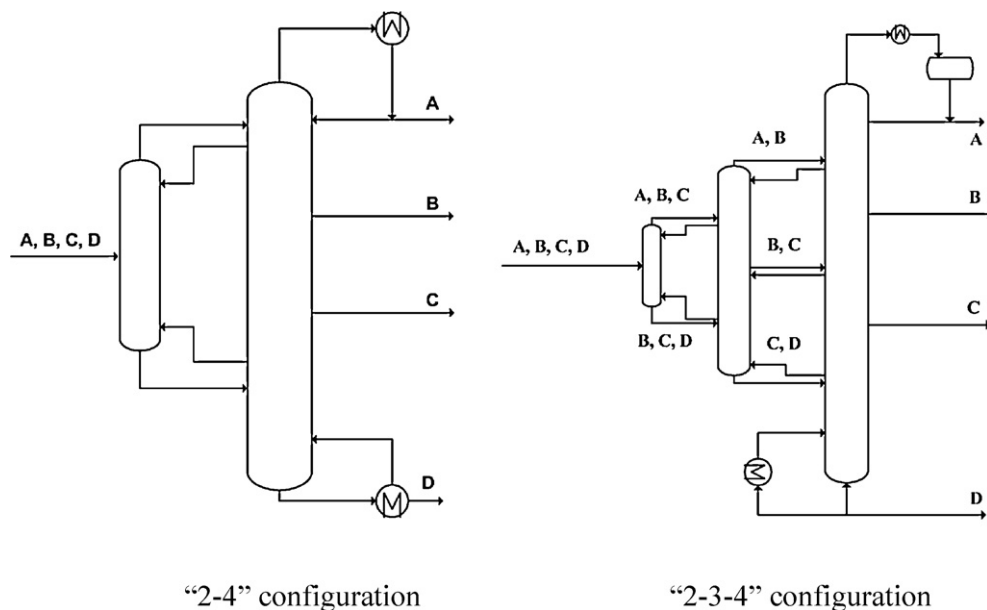 A
B
A, B, C, D
C
D
"2-4" configuration
A
A, B
B
A, B, C
A, B, C, D
B, C
C
B, C, D
C, D
D
"2-3-4" configuration